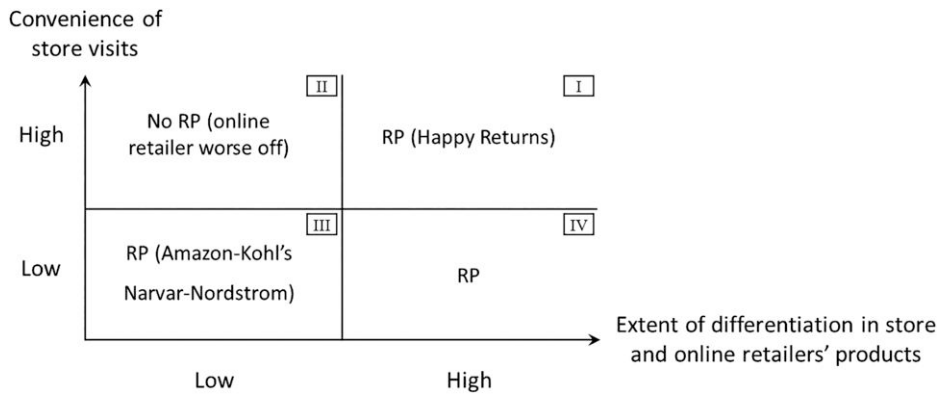 Convenience of
store visits
II
I
No RP (online
retailer worse off)
High
RP (Happy Returns)
III
IV
RP (Amazon-Kohl's
Low
RP
Narvar-Nordstrom)
Extent of differentiation in store
and online retailers' products
Low
High